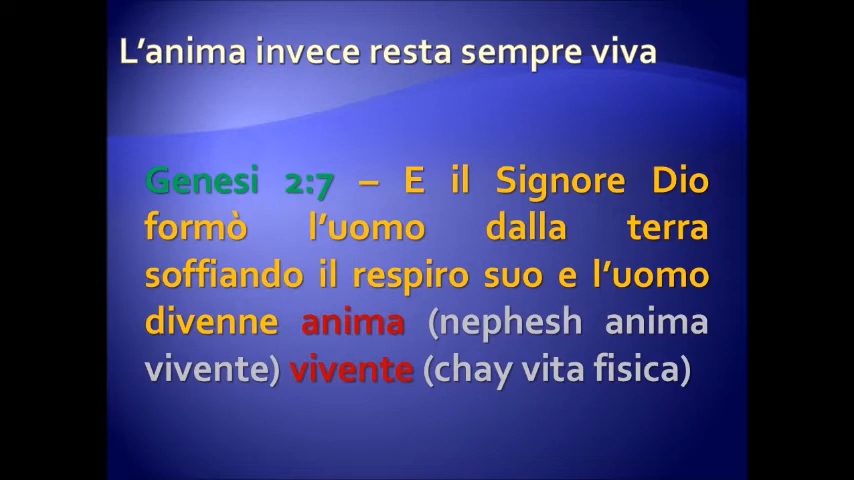 L’anima invece resta sempre viva
Genesi 2:7 – E il Signore Dio
formò l’uomo dalla terra
soffiando il respiro suo e l’uomo
divenne anima (nephesh anima
vivente) vivente (chay vita fisica)